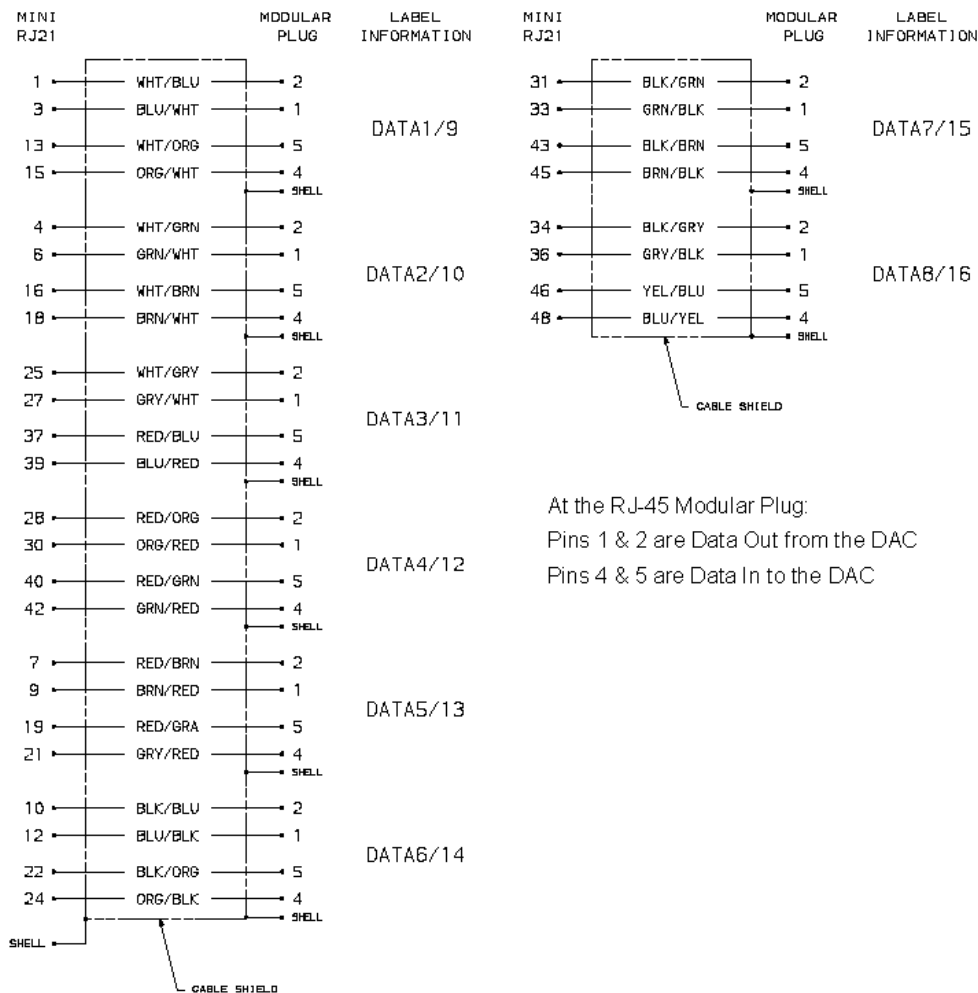 MINI RJ21 MODULAR PLUG LABEL INFORMATION
1 WHT/BLU 2
3 BLU/WHT 1
13 WHT/ORG 5
15 ORG/WHT 4
SHELL
DATA1/9
4 WHT/GRN 2
6 GRN/WHT 1
16 WHT/BRN 5
18 BRN/WHT 4
SHELL
DATA2/10
25 WHT/GRY 2
27 GRY/WHT 1
37 RED/BLU 5
39 BLU/RED 4
SHELL
DATA3/11
28 RED/ORG 2
30 ORG/RED 1
40 RED/GRN 5
42 GRN/RED 4
SHELL
DATA4/12
7 RED/BRN 2
9 BRN/RED 1
19 RED/GRA 5
21 GRY/RED 4
SHELL
DATA5/13
10 BLK/BLU 2
12 BLU/BLK 1
22 BLK/ORG 5
24 ORG/BLK 4
SHELL
DATA6/14
SHELL
CABLE SHIELD
MINI RJ21 MODULAR PLUG LABEL INFORMATION
31 BLK/GRN 2
33 GRN/BLK 1
43 BLK/BRN 5
45 BRN/BLK 4
SHELL
DATA7/15
34 BLK/GRY 2
36 GRY/BLK 1
46 YEL/BLU 5
48 BLU/YEL 4
SHELL
DATA8/16
CABLE SHIELD
At the RJ-45 Modular Plug:
Pins 1 & 2 are Data Out from the DAC
Pins 4 & 5 are Data In to the DAC